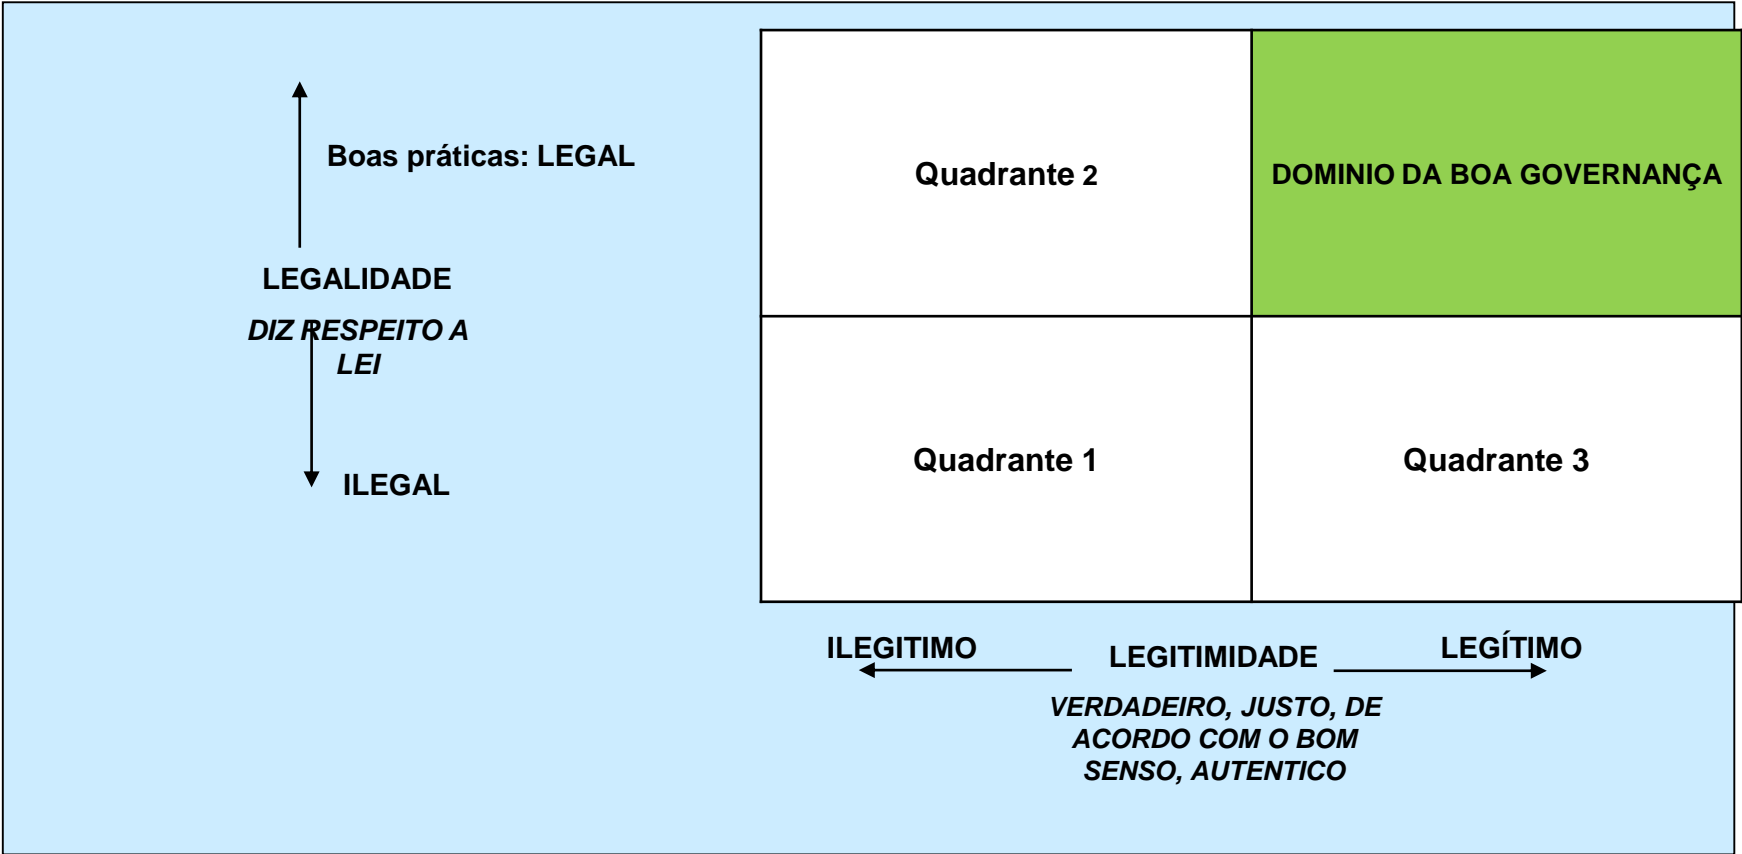 Boas práticas: LEGAL
LEGALIDADE
DIZ RESPEITO A
LEI
ILEGAL
Quadrante 2
DOMINIO DA BOA GOVERNANÇA
Quadrante 1
Quadrante 3
ILEGITIMO
LEGITIMIDADE
LEGÍTIMO
VERDADEIRO, JUSTO, DE
ACORDO COM O BOM
SENSO, AUTENTICO